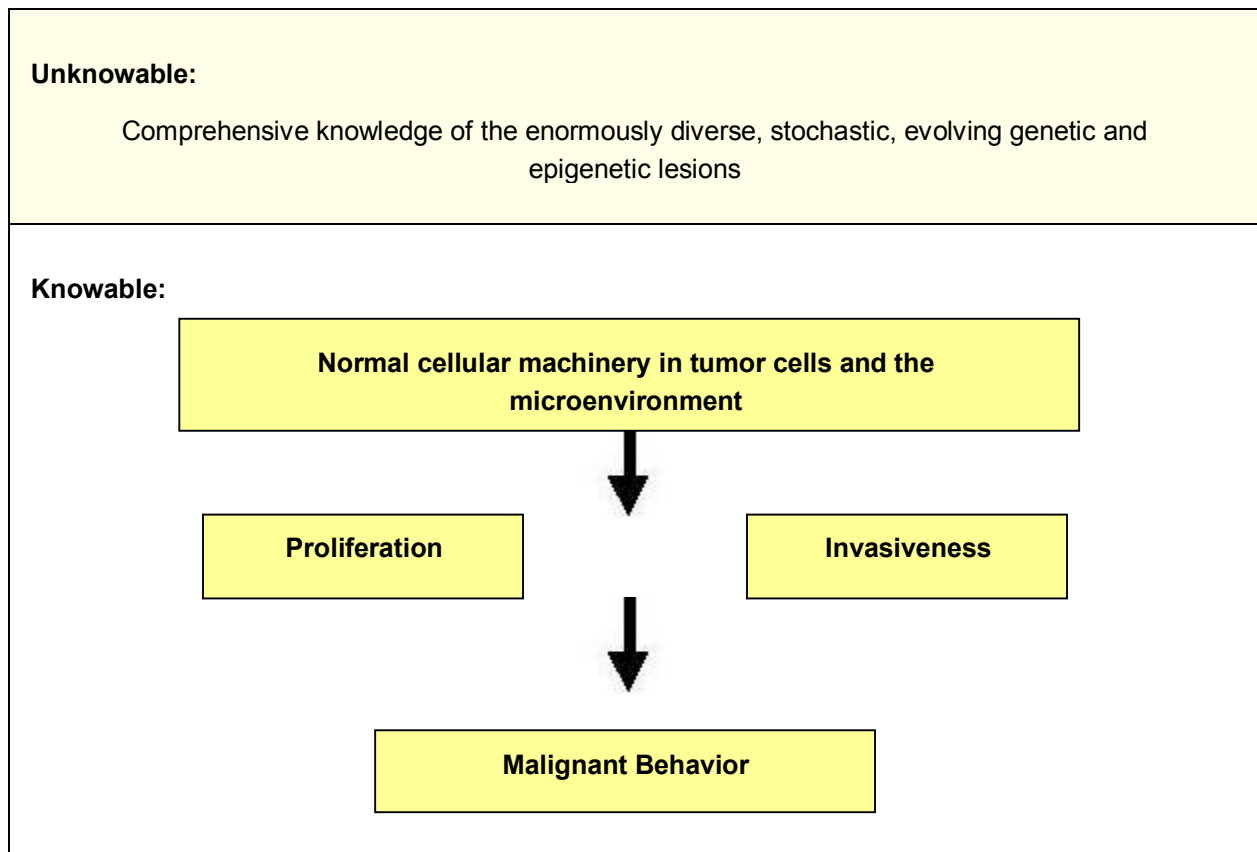 Unknowable:
Comprehensive knowledge of the enormously diverse, stochastic, evolving genetic and
epigenetic lesions
Knowable:
Normal cellular machinery in tumor cells and the
microenvironment
Proliferation
Invasiveness
Malignant Behavior